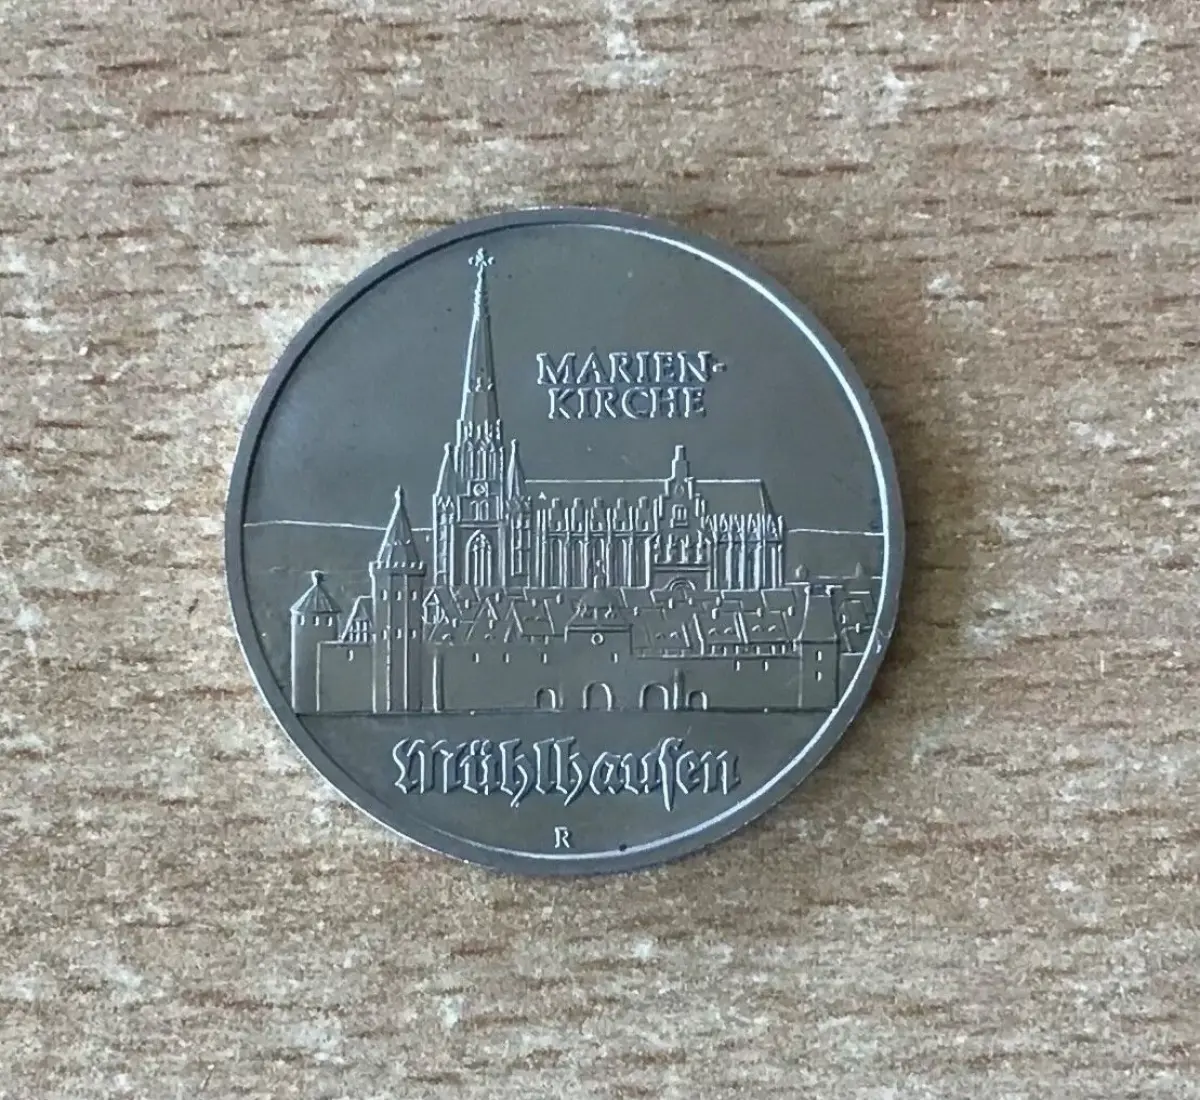 MARIEN-
KIRCHE
Mühlhauſen
R